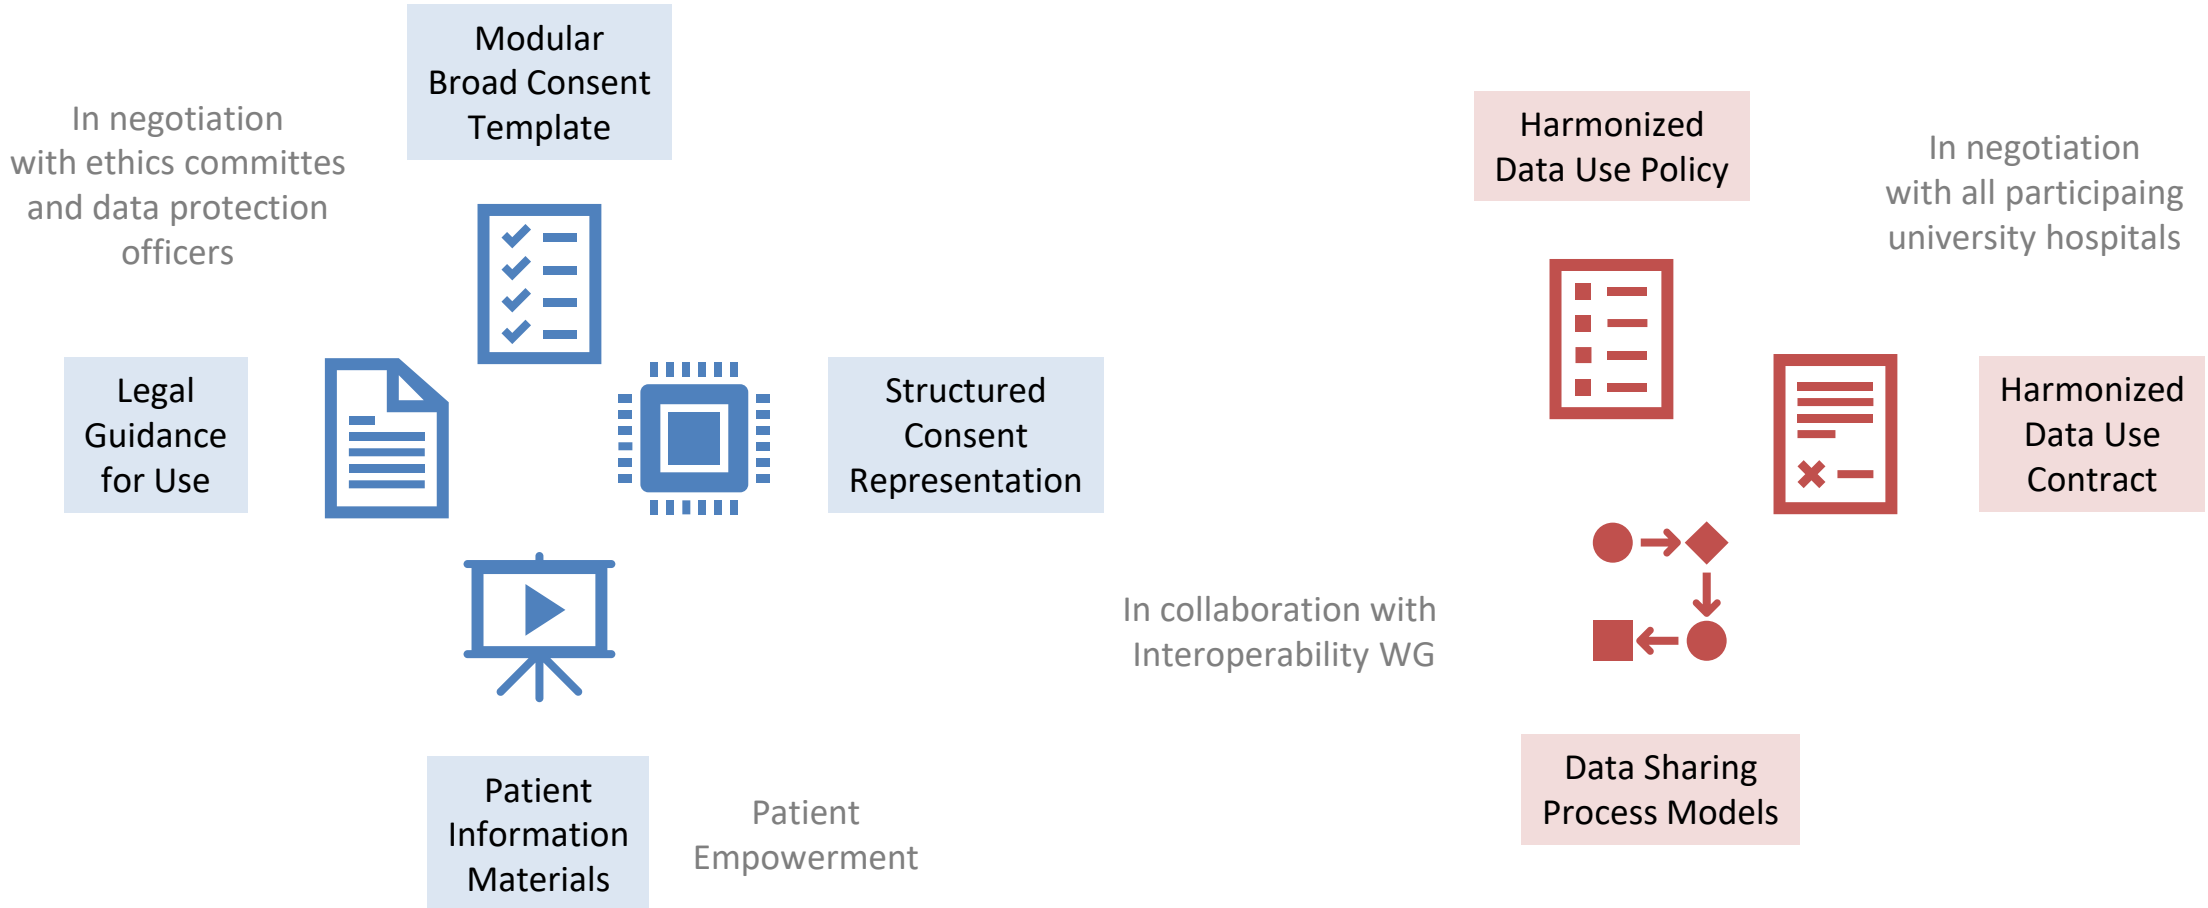 Modular
Broad Consent
Template
In negotiation
with ethics committes
and data protection
officers
Legal
Guidance
for Use
Structured
Consent
Representation
Patient
Information
Materials
Patient
Empowerment
Harmonized
Data Use Policy
In negotiation
with all participaing
university hospitals
Harmonized
Data Use
Contract
In collaboration with
Interoperability WG
Data Sharing
Process Models